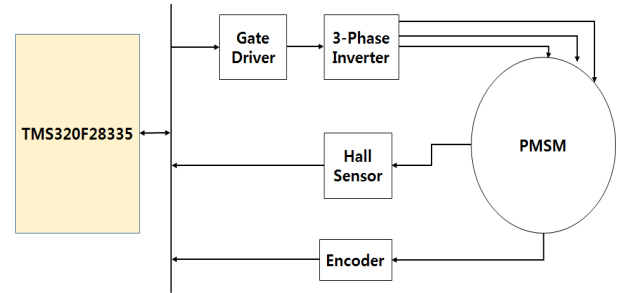 TMS320F28335
Gate
Driver
3-Phase
Inverter
PMSM
Hall
Sensor
Encoder